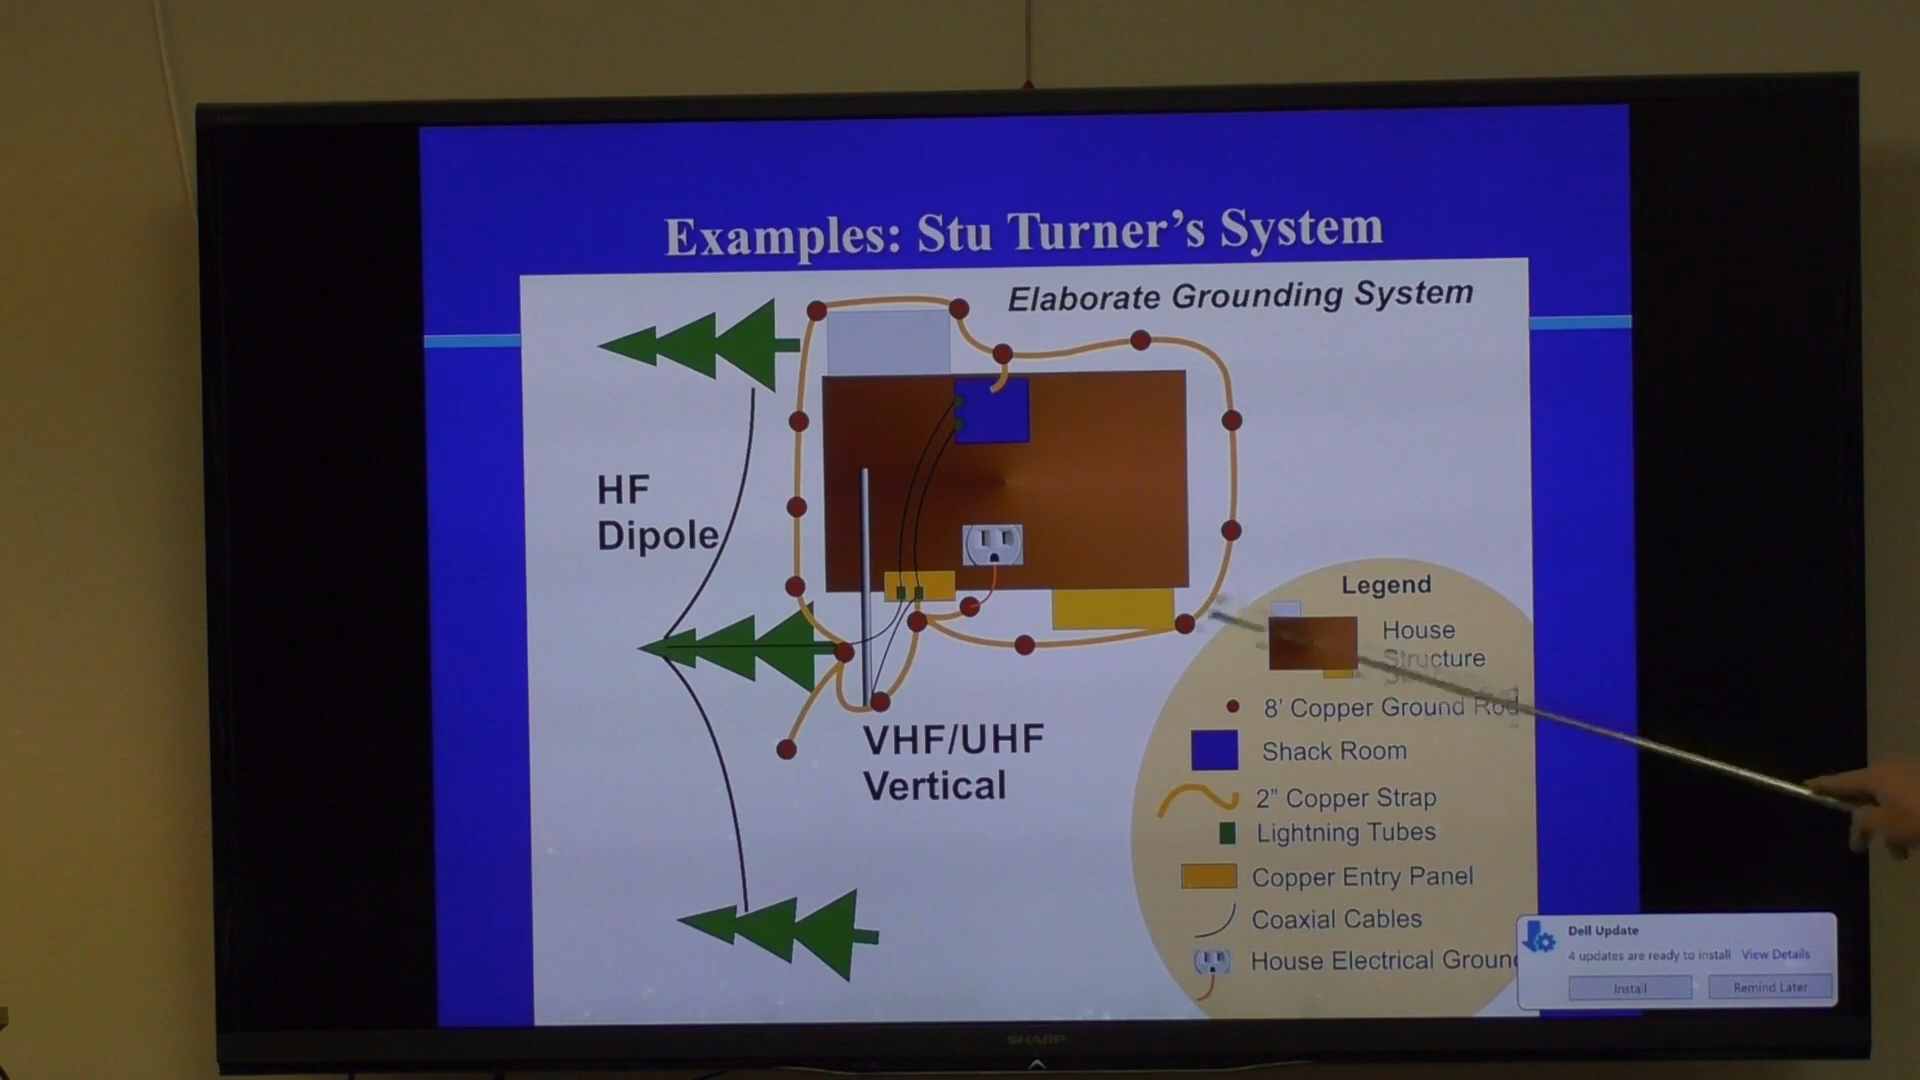 Examples: Stu Turner's System
Elaborate Grounding System
HF
Dipole
VHF/UHF
Vertical
Legend
House
Structure
8' Copper Ground Rod
Shack Room
2" Copper Strap
Lightning Tubes
Copper Entry Panel
Coaxial Cables
House Electrical Ground
Dell Update
4 updates are ready to install View Details
Install
Remind Later
SHARP